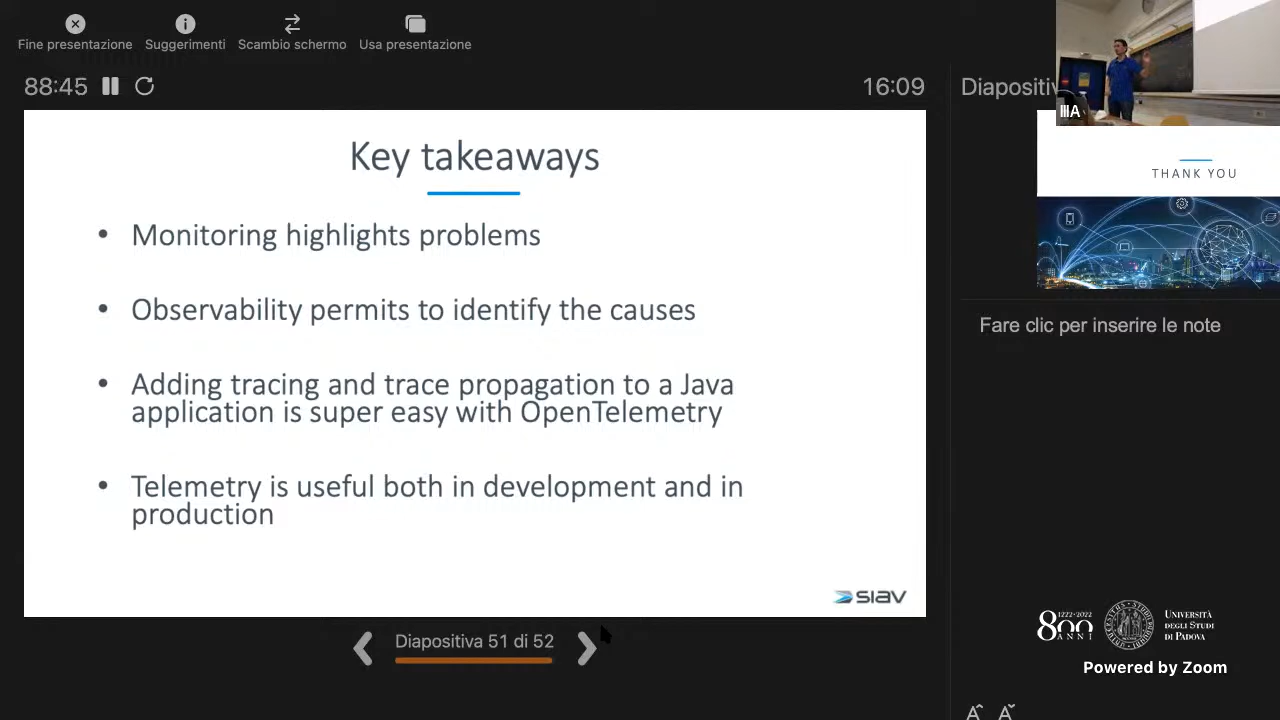 Fine presentazione
Suggerimenti
Scambio schermo
Usa presentazione
88:45
16:09
Diapositiv
IIIA
Key takeaways
• Monitoring highlights problems
• Observability permits to identify the causes
• Adding tracing and trace propagation to a Java
application is super easy with OpenTelemetry
• Telemetry is useful both in development and in
production
SIAV
Diapositiva 51 di 52
THANK YOU
Fare clic per inserire le note
1222·2022
800
ANNI
UNIVERSITÀ
DEGLI STUDI
DI PADOVA
Powered by Zoom
A A